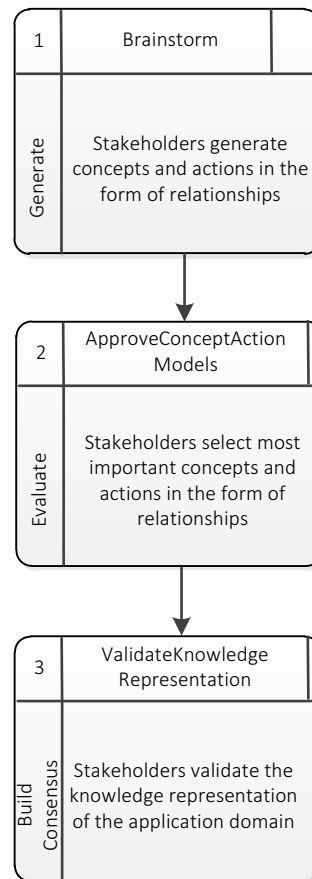 1
Brainstorm
Generate
Stakeholders generate
concepts and actions in the
form of relationships
2
ApproveConceptAction
Models
Evaluate
Stakeholders select most
important concepts and
actions in the form of
relationships
3
ValidateKnowledge
Representation
Build
Consensus
Stakeholders validate the
knowledge representation
of the application domain